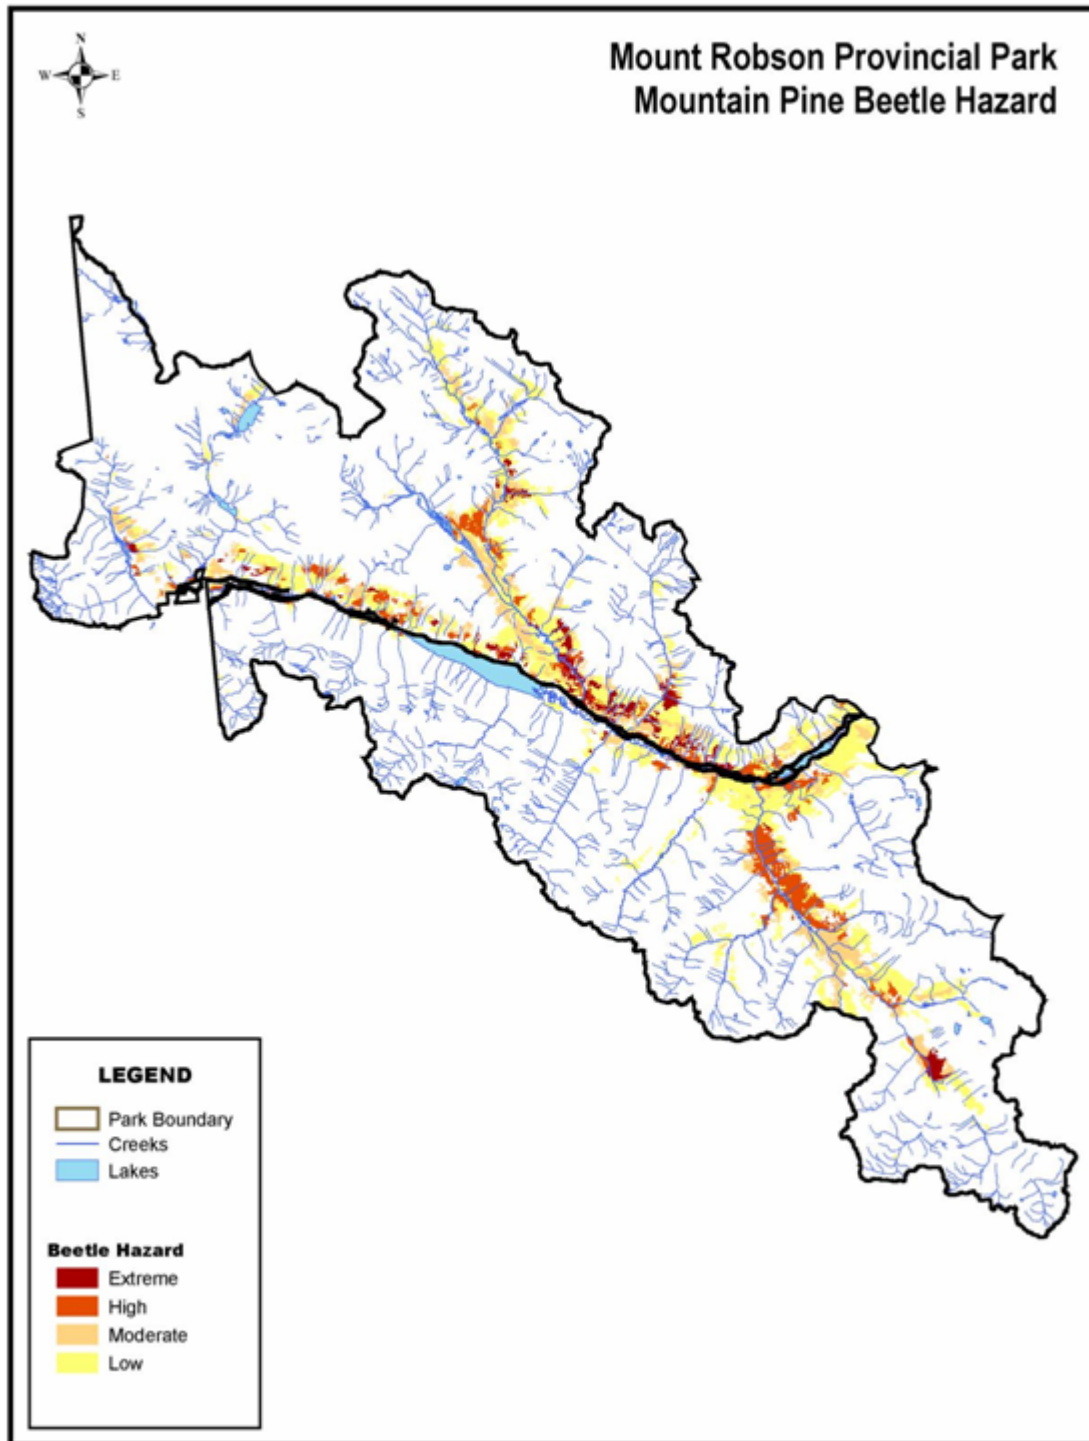 N
W E
S
Mount Robson Provincial Park
Mountain Pine Beetle Hazard
LEGEND
Park Boundary
Creeks
Lakes
Beetle Hazard
Extreme
High
Moderate
Low